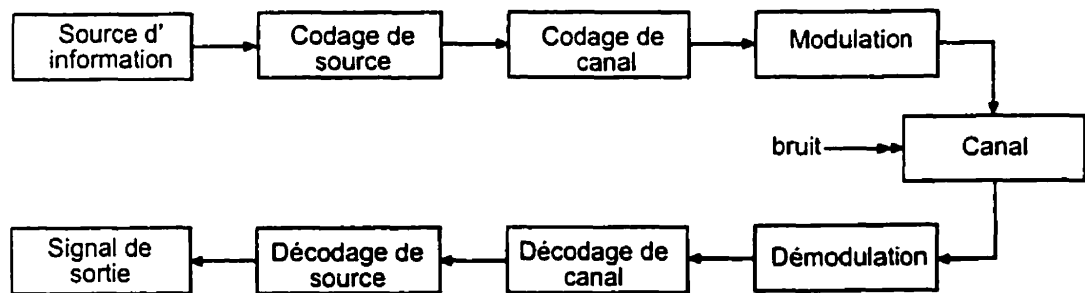 Source d'
information
Codage de
source
Codage de
canal
Modulation
bruit
Canal
Signal de
sortie
Décodage de
source
Décodage de
canal
Démodulation